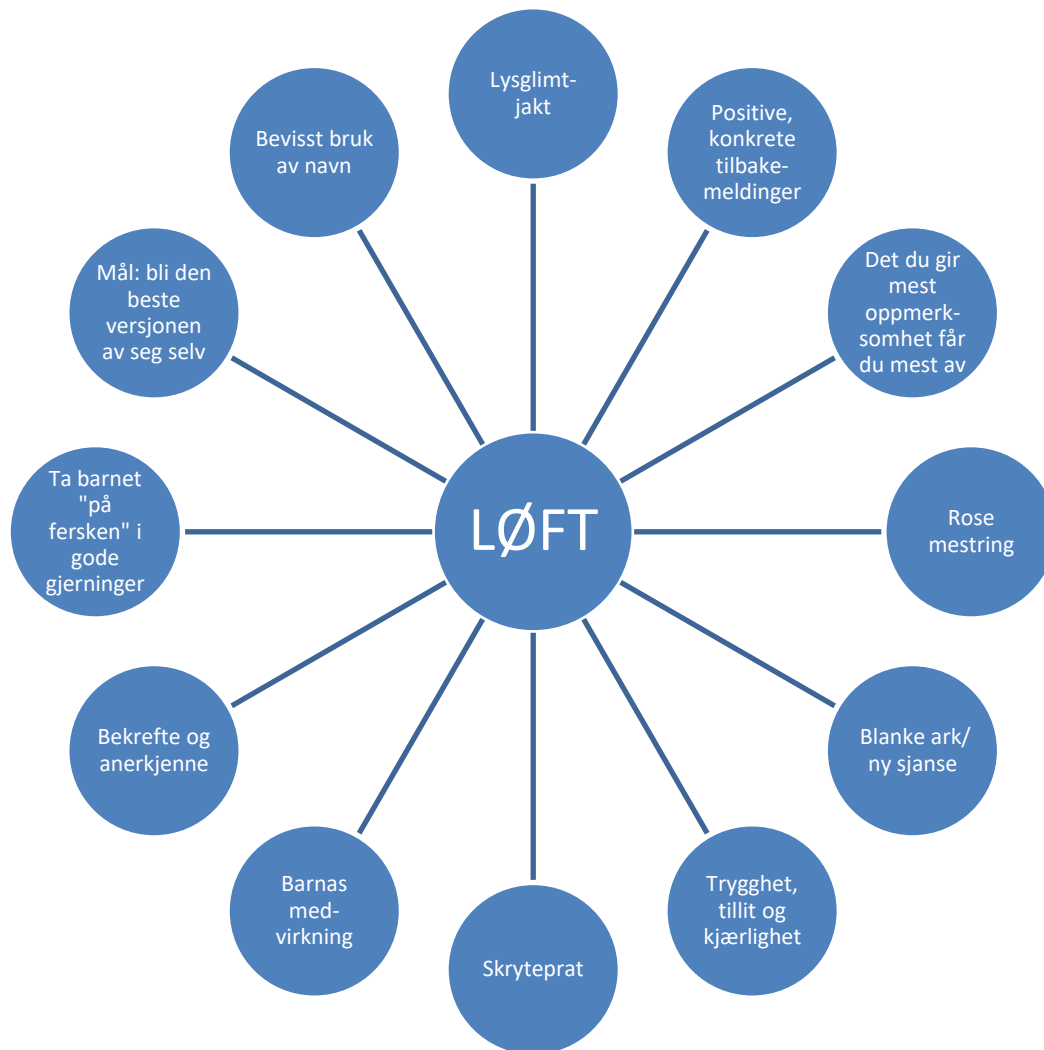 Lysglimt-
jakt
Positive,
konkrete
tilbake-
meldinger
Det du gir
mest
oppmerk-
somhet får
du mest av
Rose
mestring
Blanke ark/
ny sjanse
Trygghet,
tillit og
kjærlighet
Skryteprat
Barnas
med-
virkning
Bekrefte og
anerkjenne
Ta barnet
"på
fersken" i
gode
gjerninger
Mål: bli den
beste
versjonen
av seg selv
Bevisst bruk
av navn
LØFT